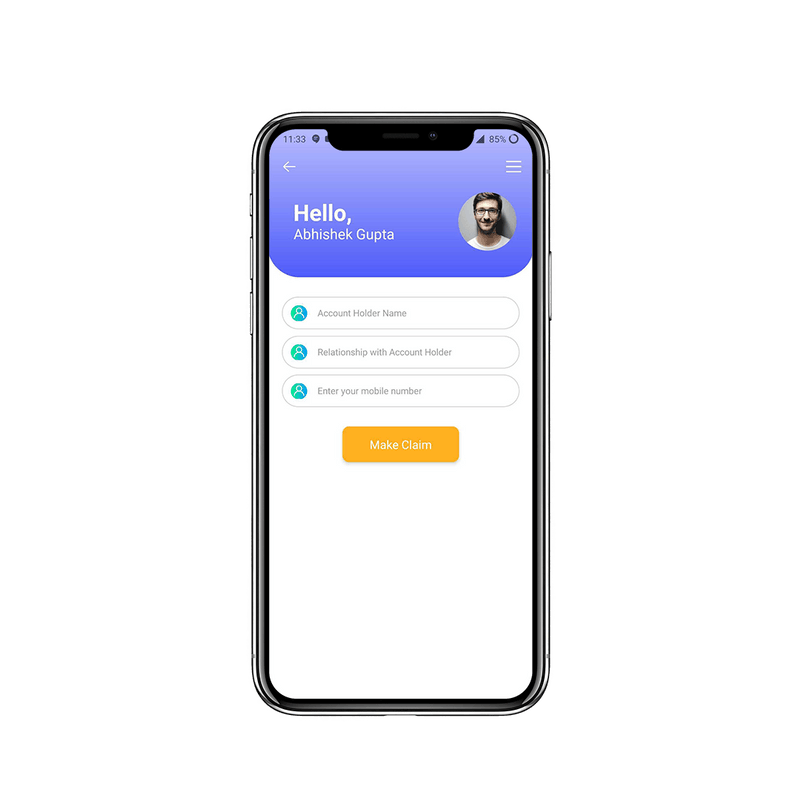 11:33 85%
Hello,
Abhishek Gupta
Account Holder Name
Relationship with Account Holder
Enter your mobile number
Make Claim